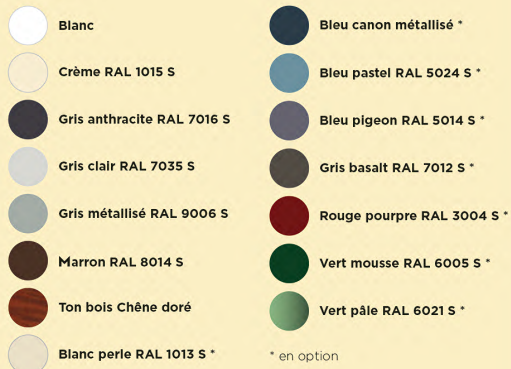 Blanc
Crème RAL 1015 S
Gris anthracite RAL 7016 S
Gris clair RAL 7035 S
Gris métallisé RAL 9006 S
Marron RAL 8014 S
Ton bois Chêne doré
Blanc perle RAL 1013 S *
Bleu canon métallisé *
Bleu pastel RAL 5024 S *
Bleu pigeon RAL 5014 S *
Gris basalt RAL 7012 S *
Rouge pourpre RAL 3004 S *
Vert mousse RAL 6005 S *
Vert pâle RAL 6021 S *
* en option